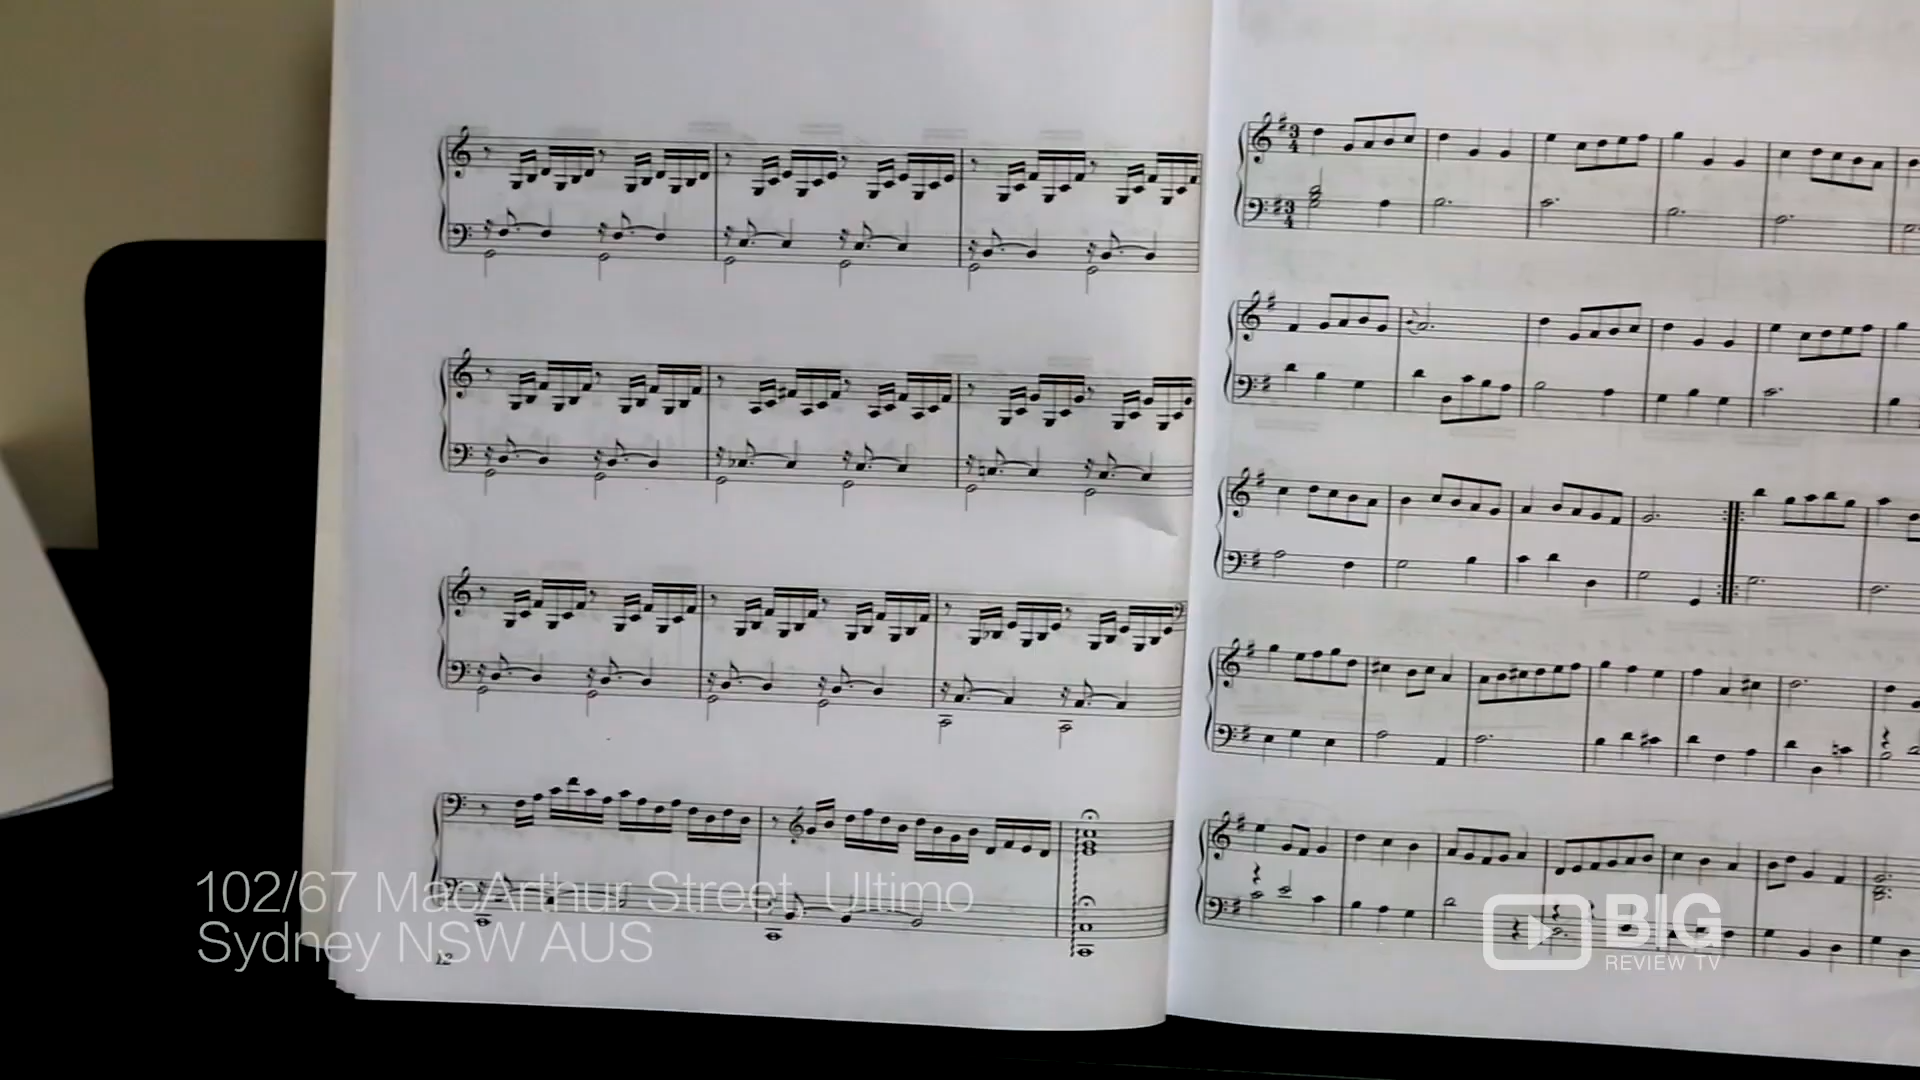 102/67 MacArthur Street, Ultimo
Sydney NSW AUS
12
BIG
REVIEW TV